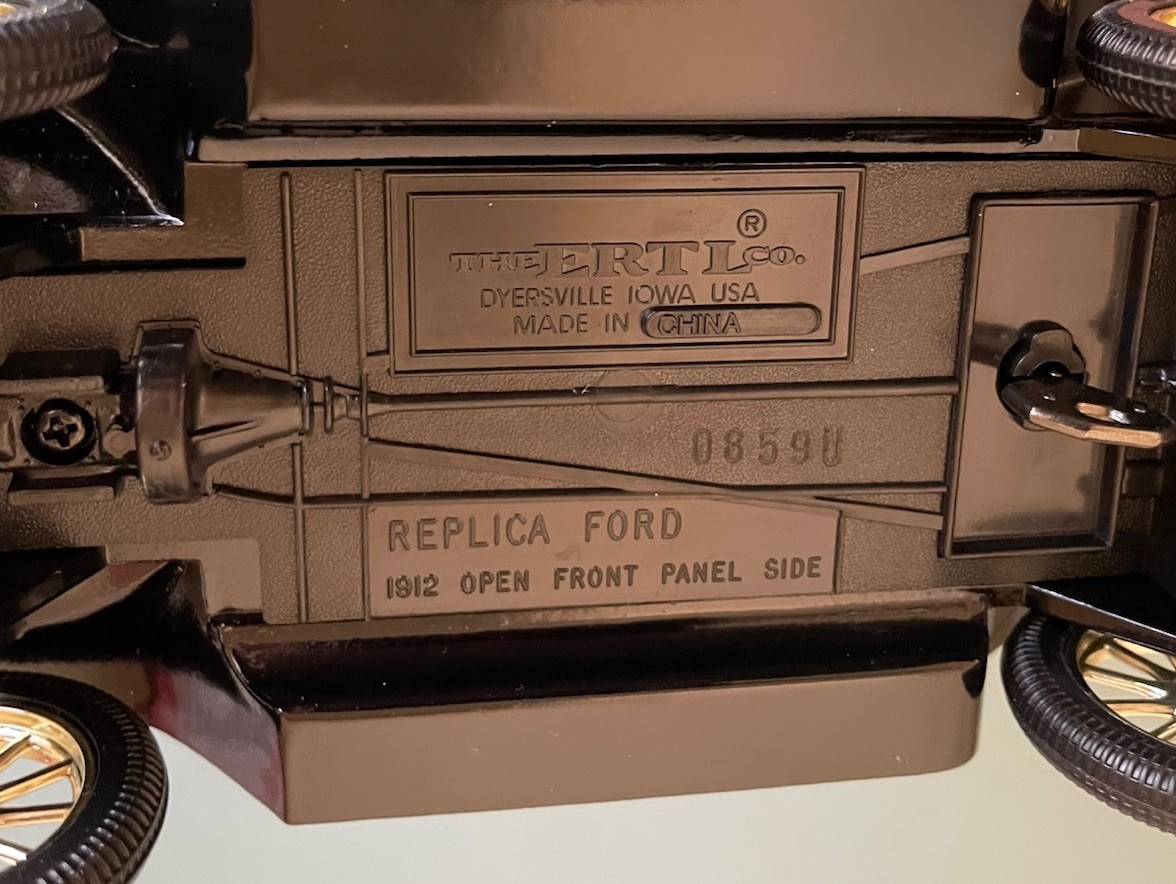 ®
THE ERTL CO.
DYERSVILLE IOWA USA
MADE IN CHINA
0859U
REPLICA FORD
1912 OPEN FRONT PANEL SIDE